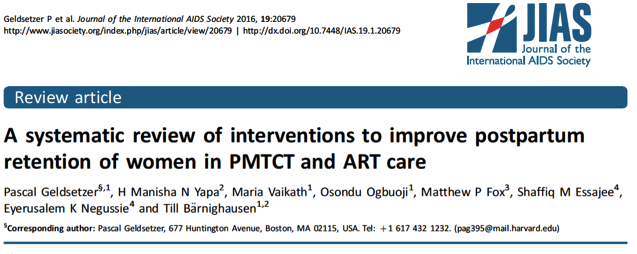 Geldsetzer P et al. Journal of the International AIDS Society 2016, 19:20679
http://www.jiasociety.org/index.php/jias/article/view/20679 | http://dx.doi.org/10.7448/IAS.19.1.20679
JIAS
Journal of the
International AIDS Society
Review article
A systematic review of interventions to improve postpartum
retention of women in PMTCT and ART care
Pascal Geldsetzer§,1, H Manisha N Yapa2, Maria Vaikath1, Osondu Ogbuoji1, Matthew P Fox3, Shaffiq M Essajee4,
Eyerusalem K Negussie4 and Till Bärnighausen1,2
§Corresponding author: Pascal Geldsetzer, 677 Huntington Avenue, Boston, MA 02115, USA. Tel: +1 617 432 1232. (pag395@mail.harvard.edu)